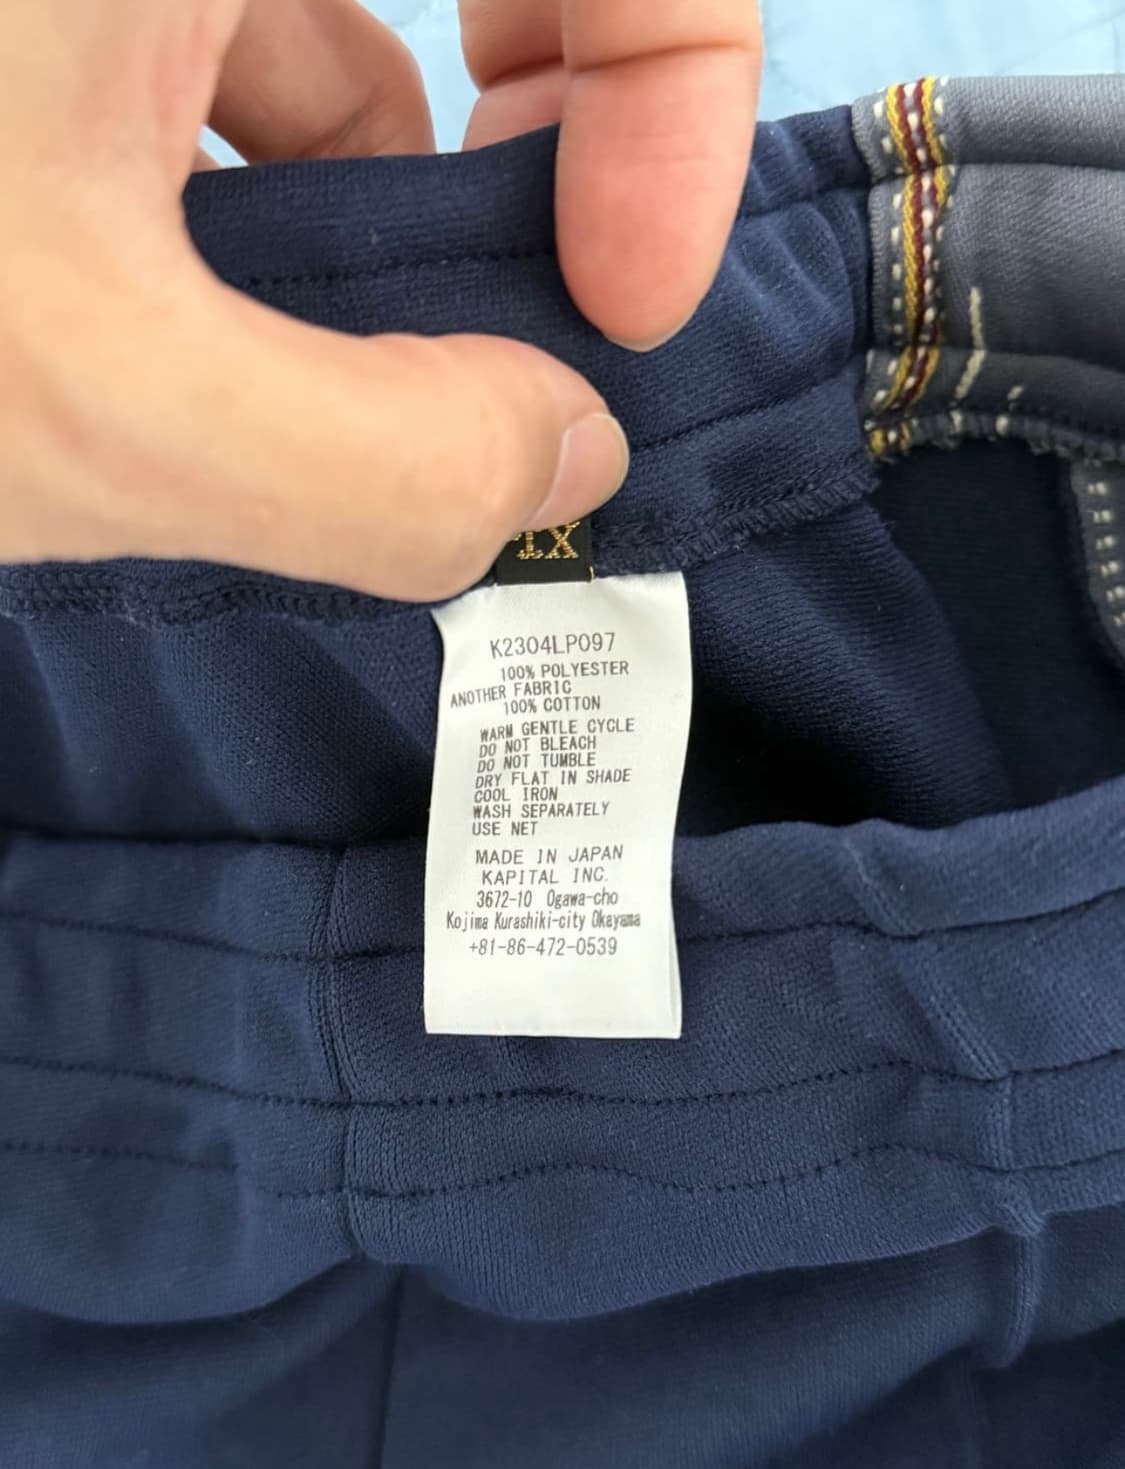 XL
K2304LP097
100% POLYESTER
ANOTHER FABRIC
100% COTTON
WARM GENTLE CYCLE
DO NOT BLEACH
DO NOT TUMBLE
DRY FLAT IN SHADE
COOL IRON
WASH SEPARATELY
USE NET
MADE IN JAPAN
KAPITAL INC.
3672-10 Ogawa-cho
Kojima Kurashiki-city Okayama
+81-86-472-0539